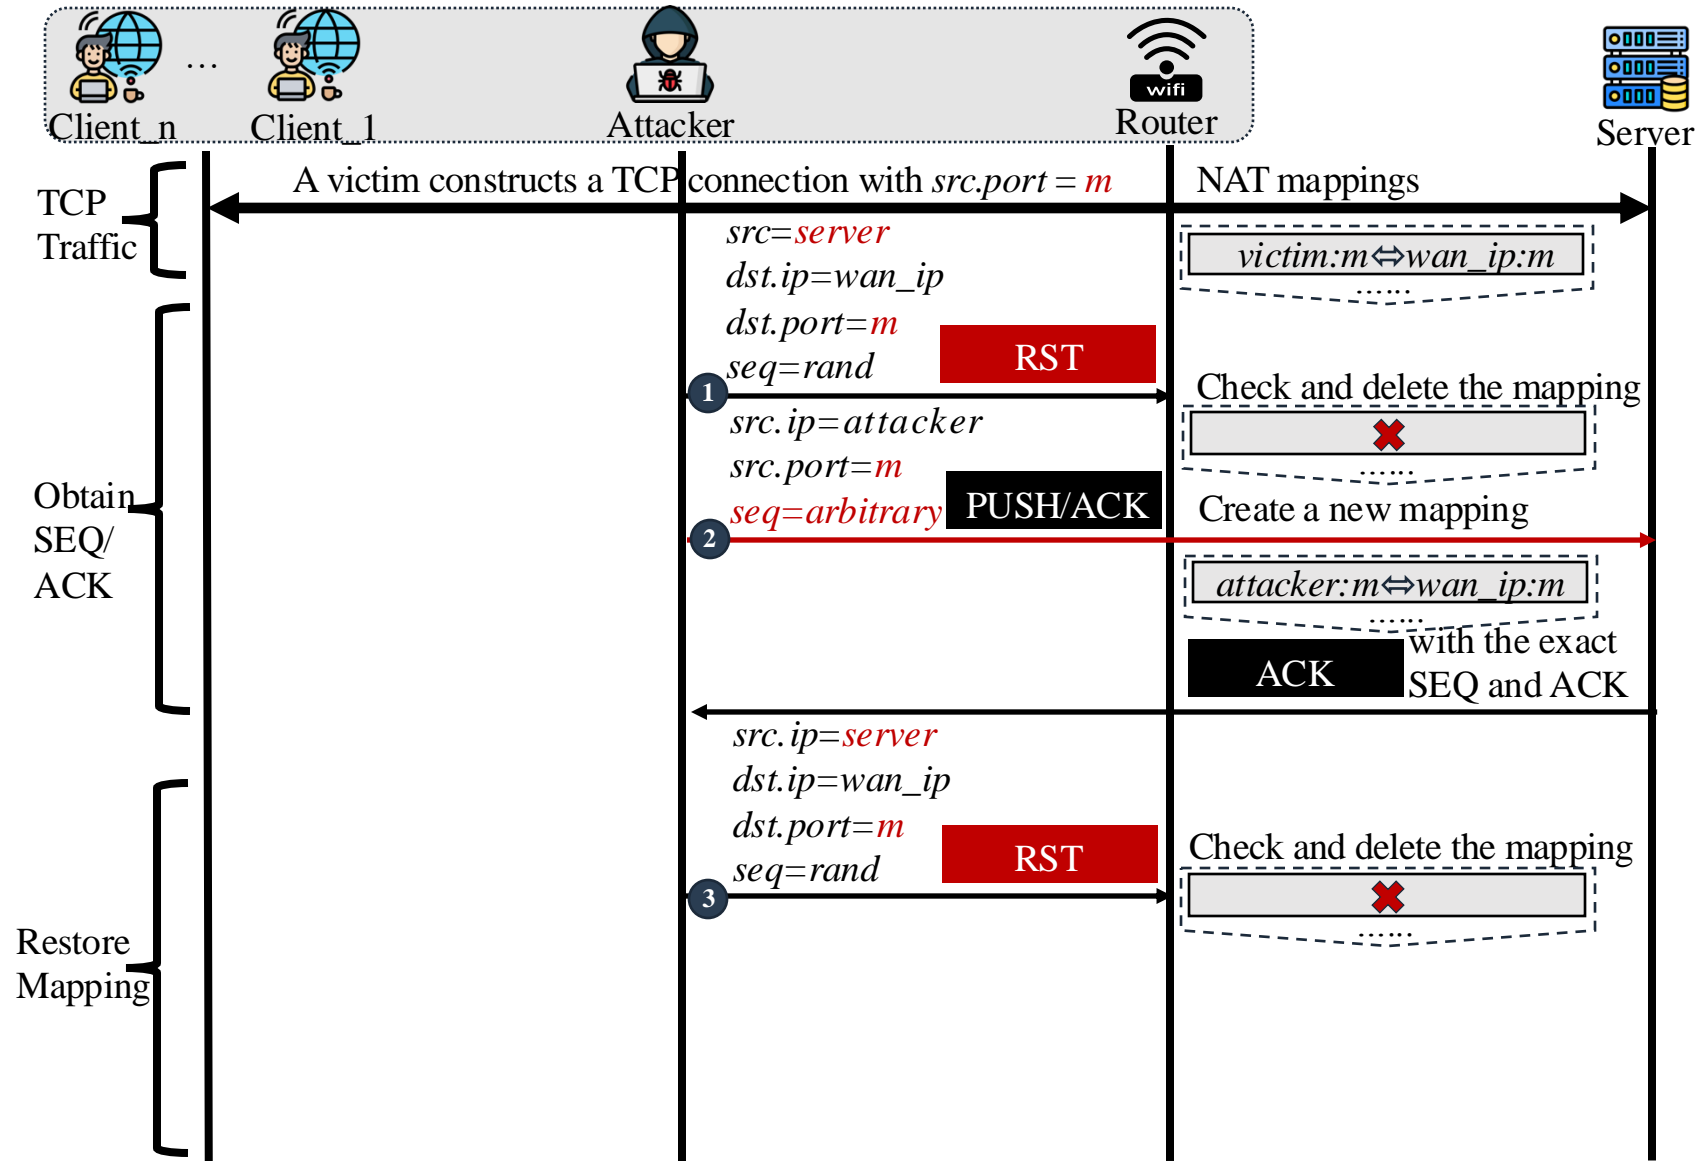 Client_n
...
Client_1
Attacker
wifi
Router
Server
TCP
Traffic
A victim constructs a TCP connection with src.port = m
NAT mappings
src=server
dst.ip=wan_ip
dst.port=m
seq=rand
RST
victim:m⇔wan_ip:m
......
1
Check and delete the mapping
......
Obtain
SEQ/
ACK
src.ip=attacker
src.port=m
seq=arbitrary
PUSH/ACK
Create a new mapping
2
attacker:m⇔wan_ip:m
......
ACK
with the exact
SEQ and ACK
src.ip=server
dst.ip=wan_ip
dst.port=m
seq=rand
RST
3
Check and delete the mapping
......
Restore
Mapping